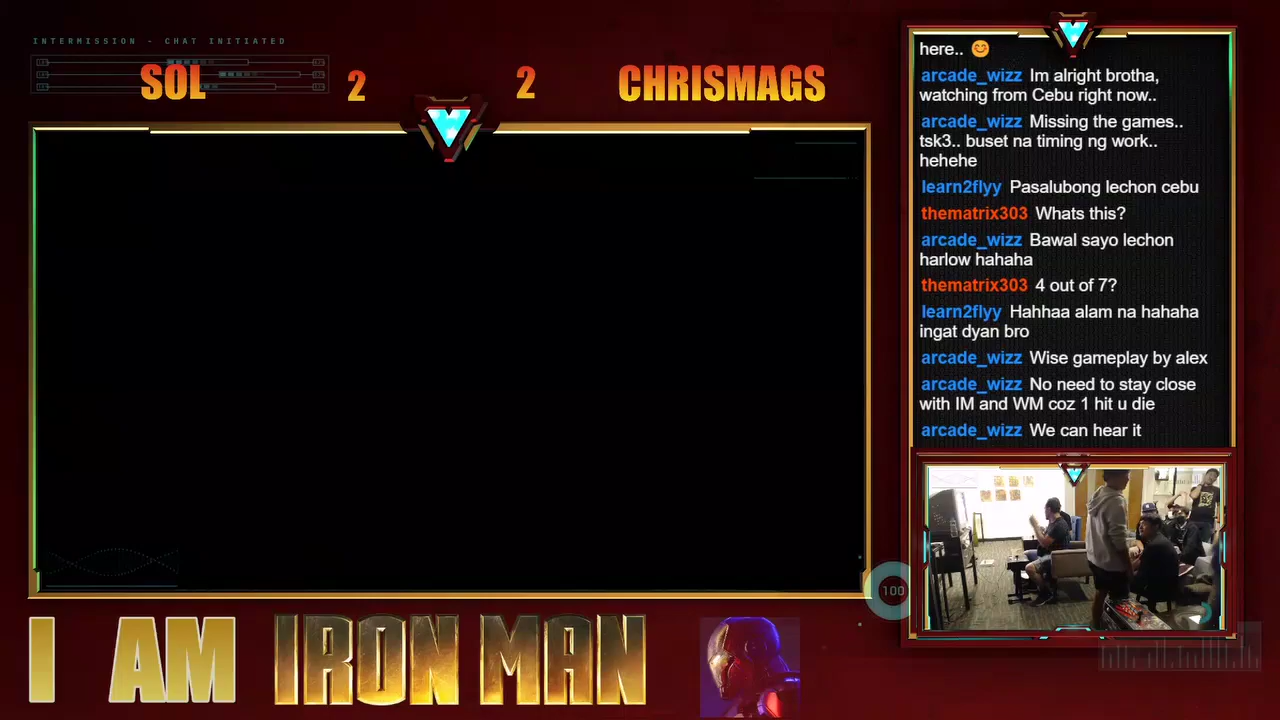 INTERMISSION - CHAT INITIATED
SOL
2
2
CHRISMAGS
here.. 😊
arcade_wizz Im alright brotha,
watching from Cebu right now..
arcade_wizz Missing the games..
tsk3.. buset na timing ng work..
hehehe
learn2flyy Pasalubong lechon cebu
thematrix303 Whats this?
arcade_wizz Bawal sayo lechon
harlow hahaha
thematrix303 4 out of 7?
learn2flyy Hahhaa alam na hahaha
ingat dyan bro
arcade_wizz Wise gameplay by alex
arcade_wizz No need to stay close
with IM and WM coz 1 hit u die
arcade_wizz We can hear it
100
I AM IRON MAN